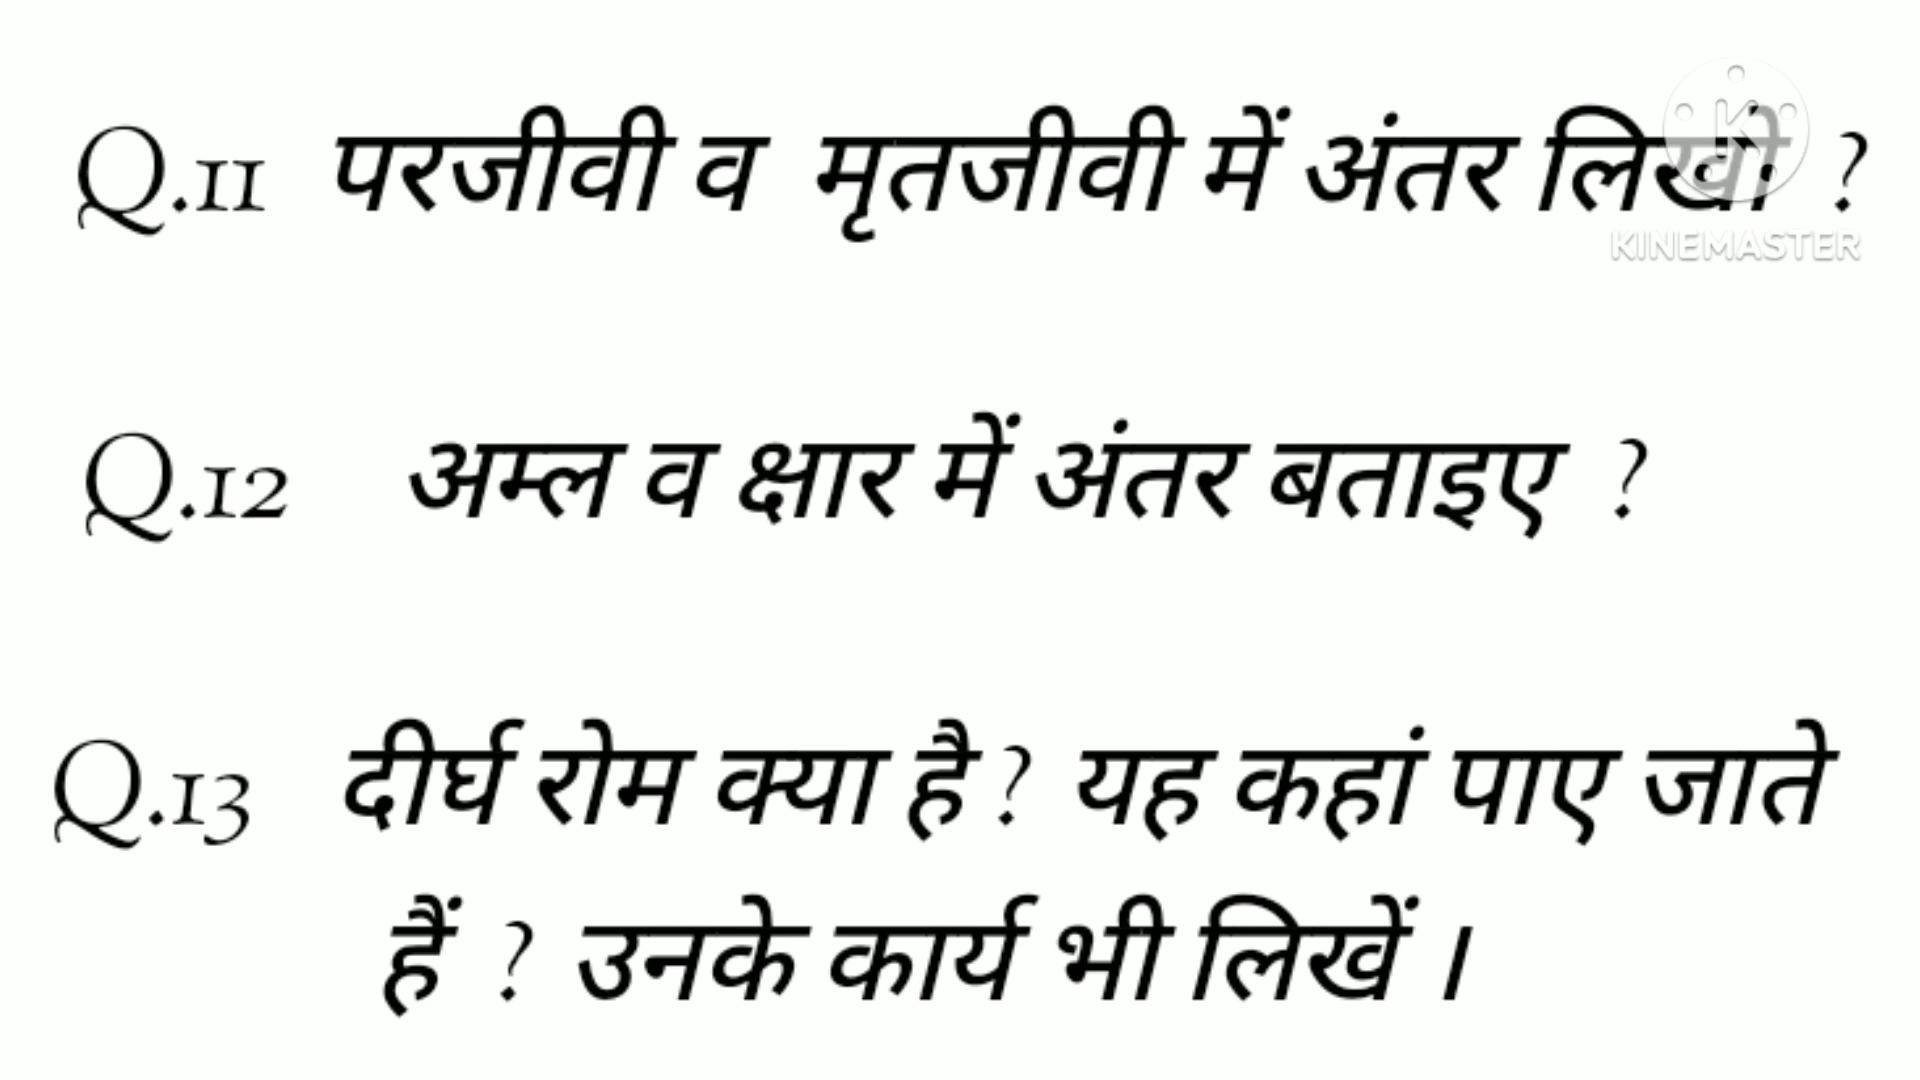 Q.11 परजीवी व मृतजीवी में अंतर लिखो ?
KINEMASTER
Q.12 अम्ल व क्षार में अंतर बताइए ?
Q.13 दीर्घ रोम क्या है ? यह कहां पाए जाते
हैं ? उनके कार्य भी लिखें ।